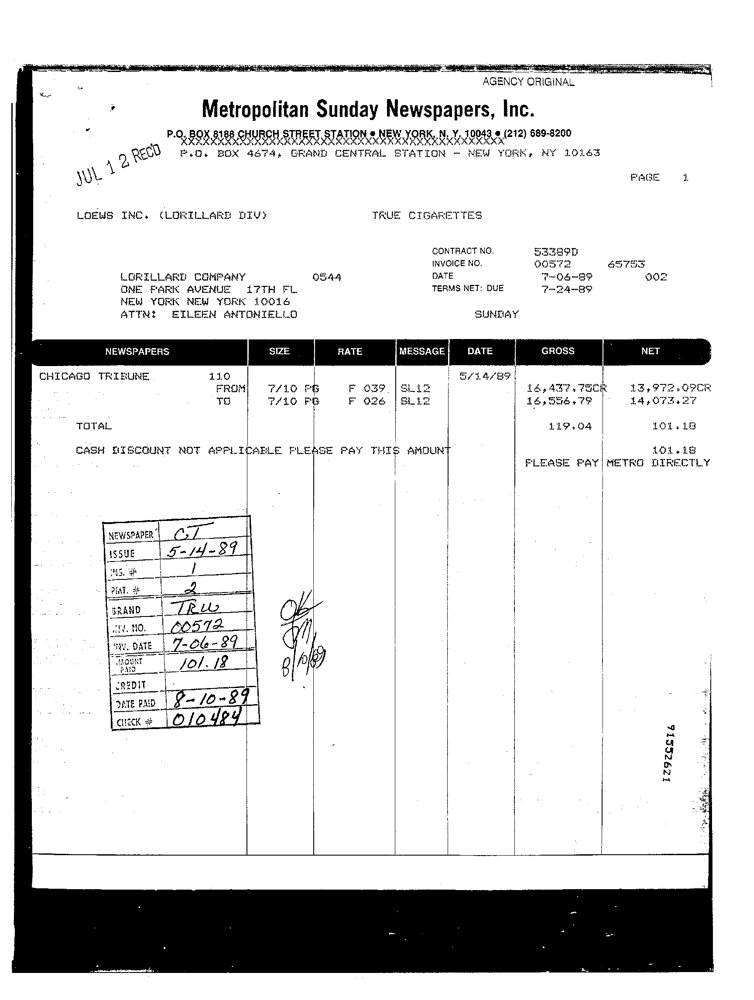 AGENCY ORIGINAL
Metropolitan Sunday Newspapers, Inc.
P.O. BOX 8188 CHURCH STREET STATION • NEW YORK, N. Y. 10043 • (212) 689-8200
XXXXXXXXXXXXXXXXXXXXXXXXXXXXXXXXXXXXXXXXXXX
P.O. BOX 4674, GRAND CENTRAL STATION - NEW YORK, NY 10163
JUL 12 REC'D
PAGE 1
LOEWS INC. (LORILLARD DIV) TRUE CIGARETTES
CONTRACT NO. 53389D
INVOICE NO. 00572 65753
LORILLARD COMPANY 0544 DATE 7-06-89 002
ONE PARK AVENUE 17TH FL TERMS NET: DUE 7-24-89
NEW YORK NEW YORK 10016
ATTN: EILEEN ANTONIELLO SUNDAY
NEWSPAPERS SIZE RATE MESSAGE DATE GROSS NET
CHICAGO TRIBUNE 110 5/14/89
FROM 7/10 PG F 039 SL12 16,437.75CR 13,972.09CR
TO 7/10 PG F 026 SL12 16,556.79 14,073.27
TOTAL 119.04 101.18
CASH DISCOUNT NOT APPLICABLE PLEASE PAY THIS AMOUNT 101.18
PLEASE PAY METRO DIRECTLY
NEWSPAPER CT
ISSUE 5-14-89
INS. # 1
PMT. # 2
BRAND TRU
INV. NO. 00572
INV. DATE 7-06-89
AMOUNT PAID 101.18
CREDIT
DATE PAID 8-10-89
CHECK # 010484
OK
8/10/89
91552621